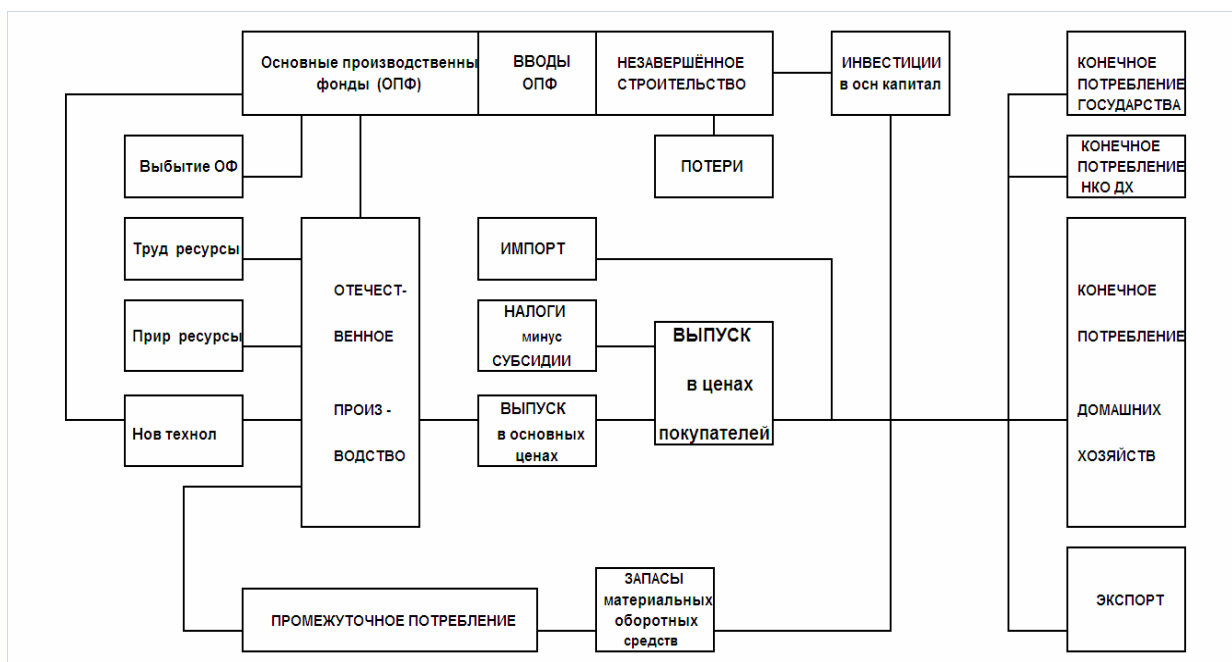 Основные производственн
фонды (ОПФ)
ВВОДЫ
ОПФ
НЕЗАВЕРШЁННОЕ
СТРОИТЕЛЬСТВО
ИНВЕСТИЦИИ
в осн капитал
КОНЕЧНОЕ
ПОТРЕБЛЕНИЕ
ГОСУДАРСТВА
Выбытие ОФ
ПОТЕРИ
КОНЕЧНОЕ
ПОТРЕБЛЕНИЕ
НКО ДХ
Труд ресурсы
ИМПОРТ
Прир ресурсы
НАЛОГИ
минус
СУБСИДИИ
Нов технол
ОТЕЧЕСТ-
ВЕННОЕ
ПРОИЗ -
ВОДСТВО
ВЫПУСК
в основных
ценах
ВЫПУСК
в ценах
покупателей
КОНЕЧНОЕ
ПОТРЕБЛЕНИЕ
ДОМАШНИХ
ХОЗЯЙСТВ
ПРОМЕЖУТОЧНОЕ ПОТРЕБЛЕНИЕ
ЗАПАСЫ
материальных
оборотных
средств
ЭКСПОРТ